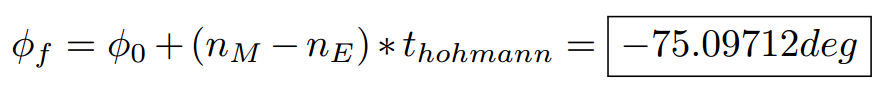 ϕ_f = ϕ_0 + (n_M − n_E) * t_hohmann = −75.09712deg